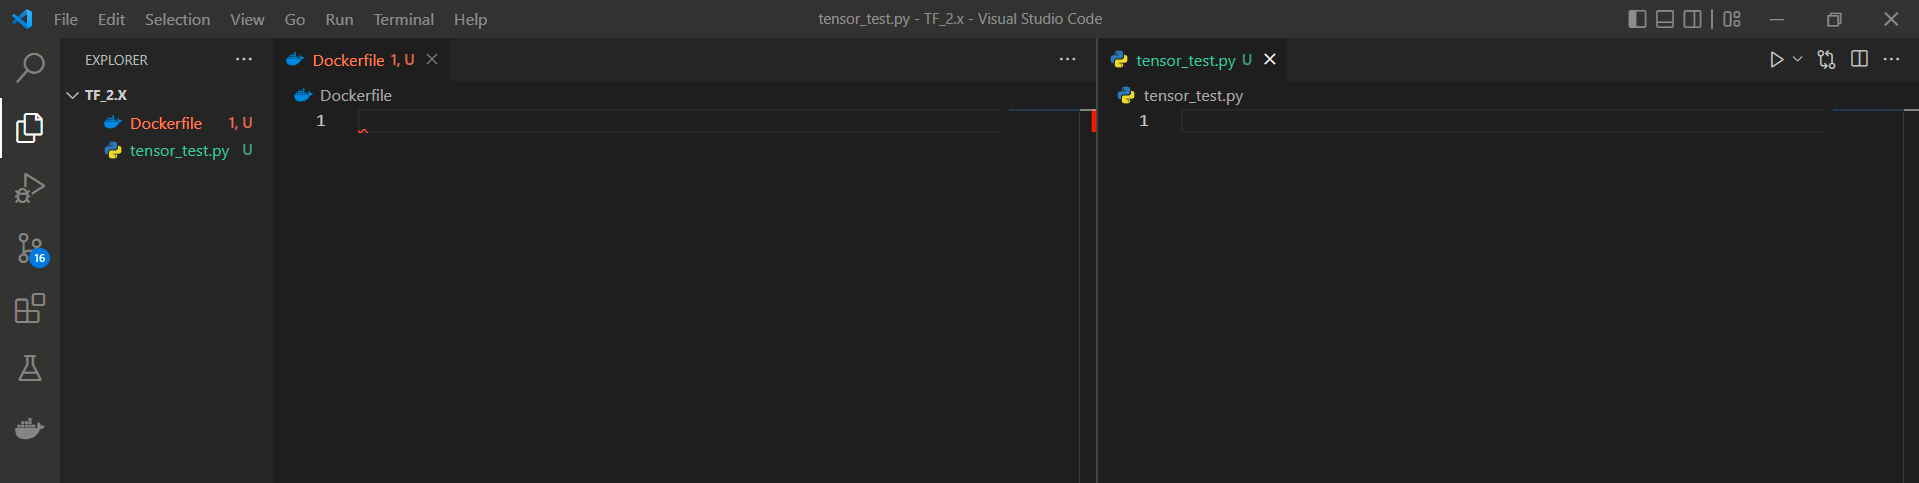 File Edit Selection View Go Run Terminal Help tensor_test.py - TF_2.x - Visual Studio Code
EXPLORER ··· Dockerfile 1, U ··· tensor_test.py U ···
TF_2.X Dockerfile tensor_test.py
Dockerfile 1, U 1 1
tensor_test.py U
16